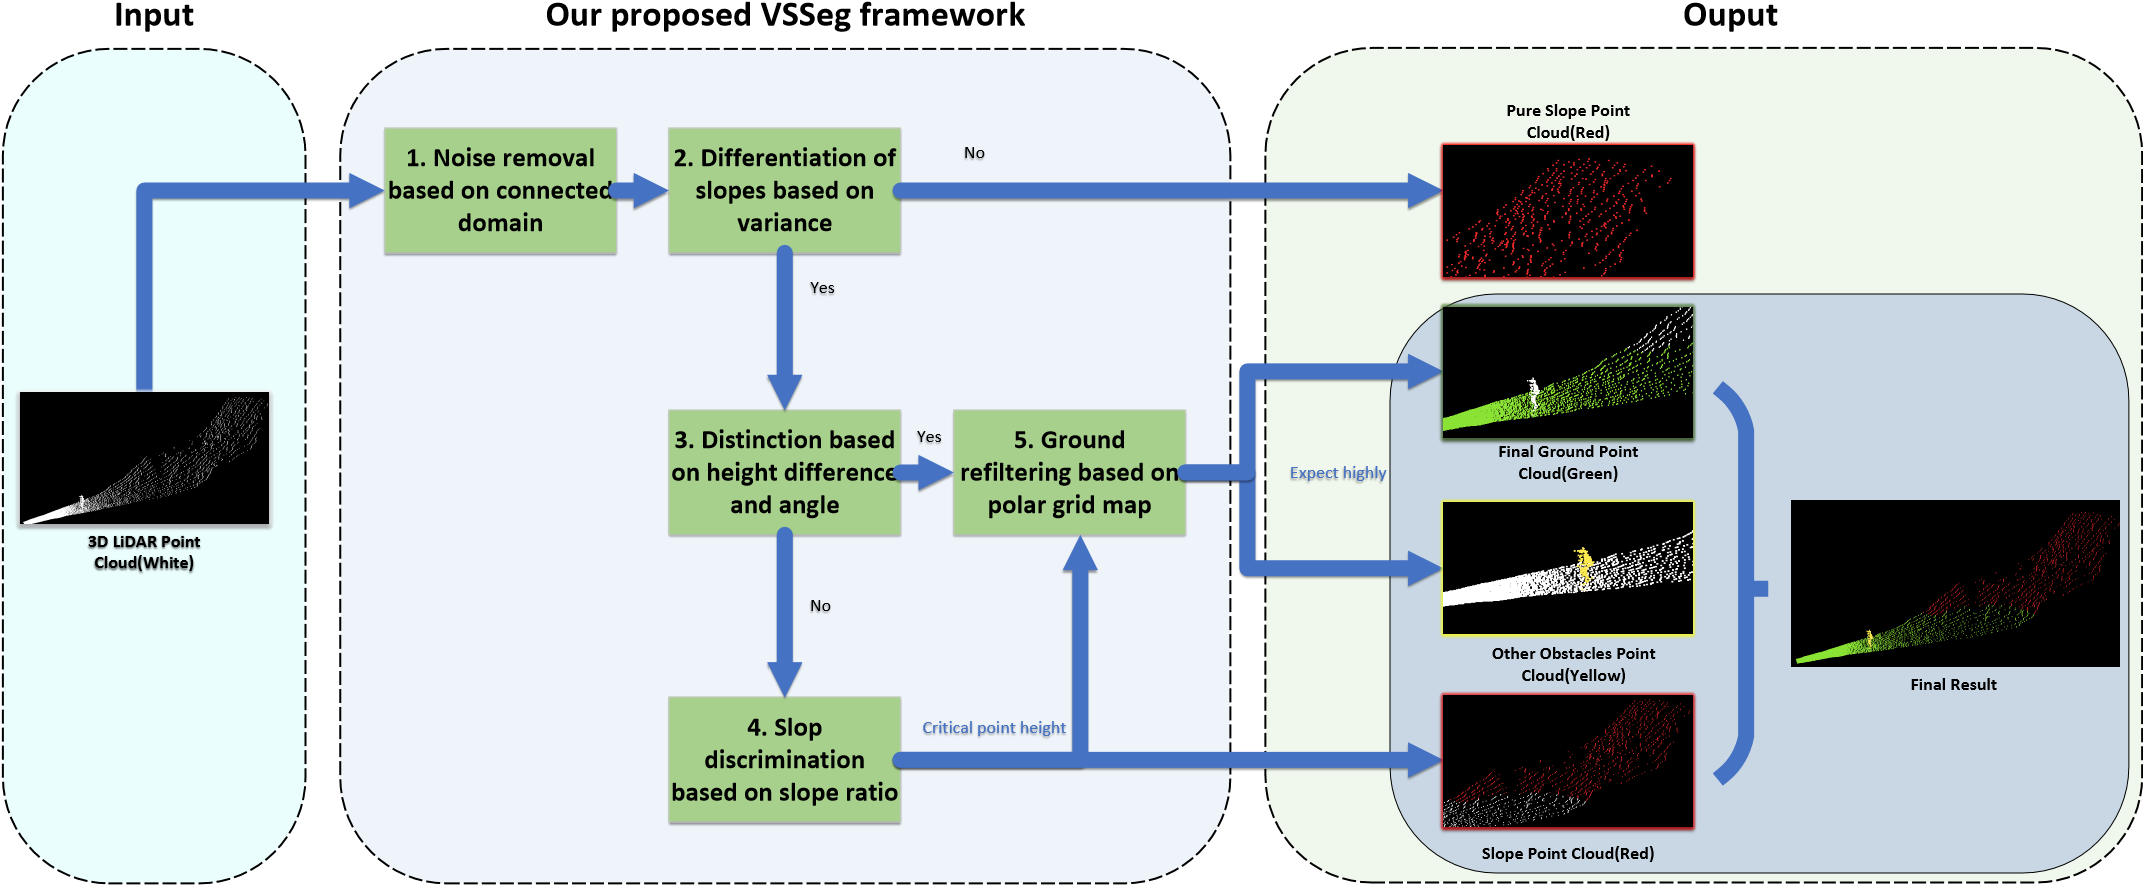 Input
Our proposed VSSeg framework
Ouput
3D LiDAR Point
Cloud(White)
1. Noise removal
based on connected
domain
2. Differentiation of
slopes based on
variance
No
Yes
3. Distinction based
on height difference
and angle
Yes
5. Ground
refiltering based on
polar grid map
No
4. Slop
discrimination
based on slope ratio
Critical point height
Expect highly
Pure Slope Point
Cloud(Red)
Final Ground Point
Cloud(Green)
Other Obstacles Point
Cloud(Yellow)
Slope Point Cloud(Red)
Final Result